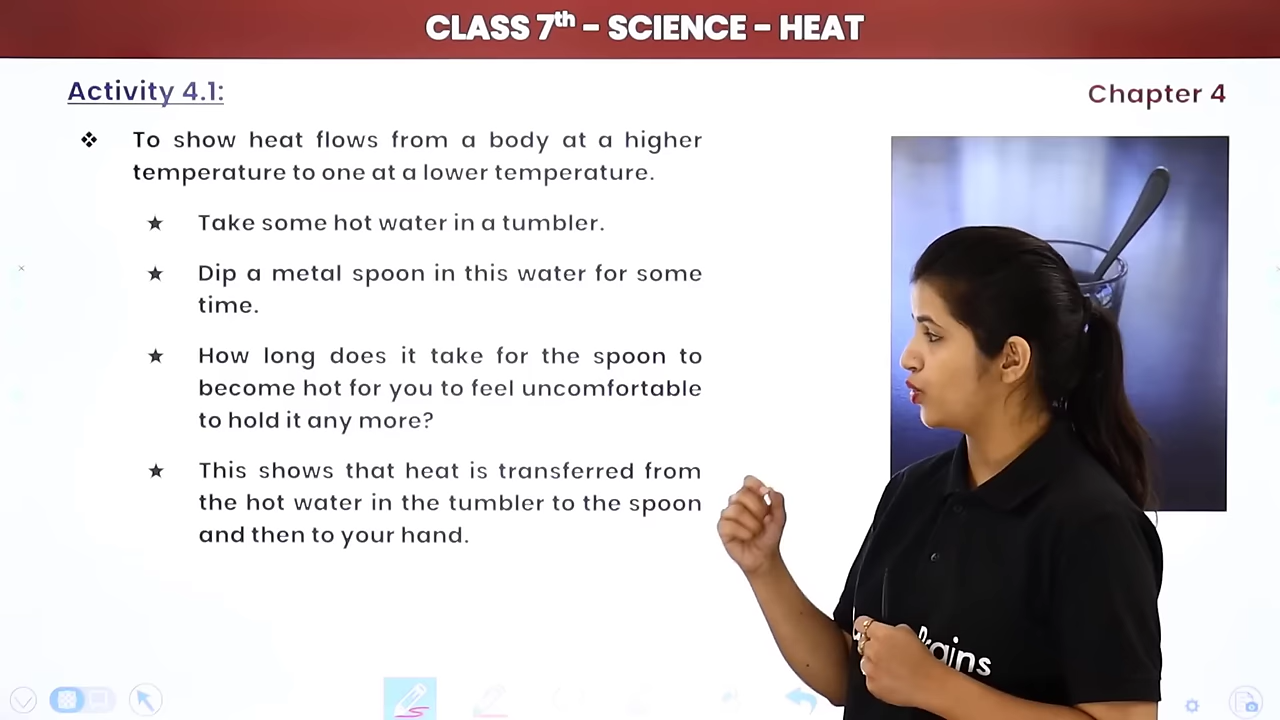 CLASS 7th - SCIENCE - HEAT
Activity 4.1:
Chapter 4
To show heat flows from a body at a higher
temperature to one at a lower temperature.
Take some hot water in a tumbler.
Dip a metal spoon in this water for some
time.
How long does it take for the spoon to
become hot for you to feel uncomfortable
to hold it any more?
This shows that heat is transferred from
the hot water in the tumbler to the spoon
and then to your hand.